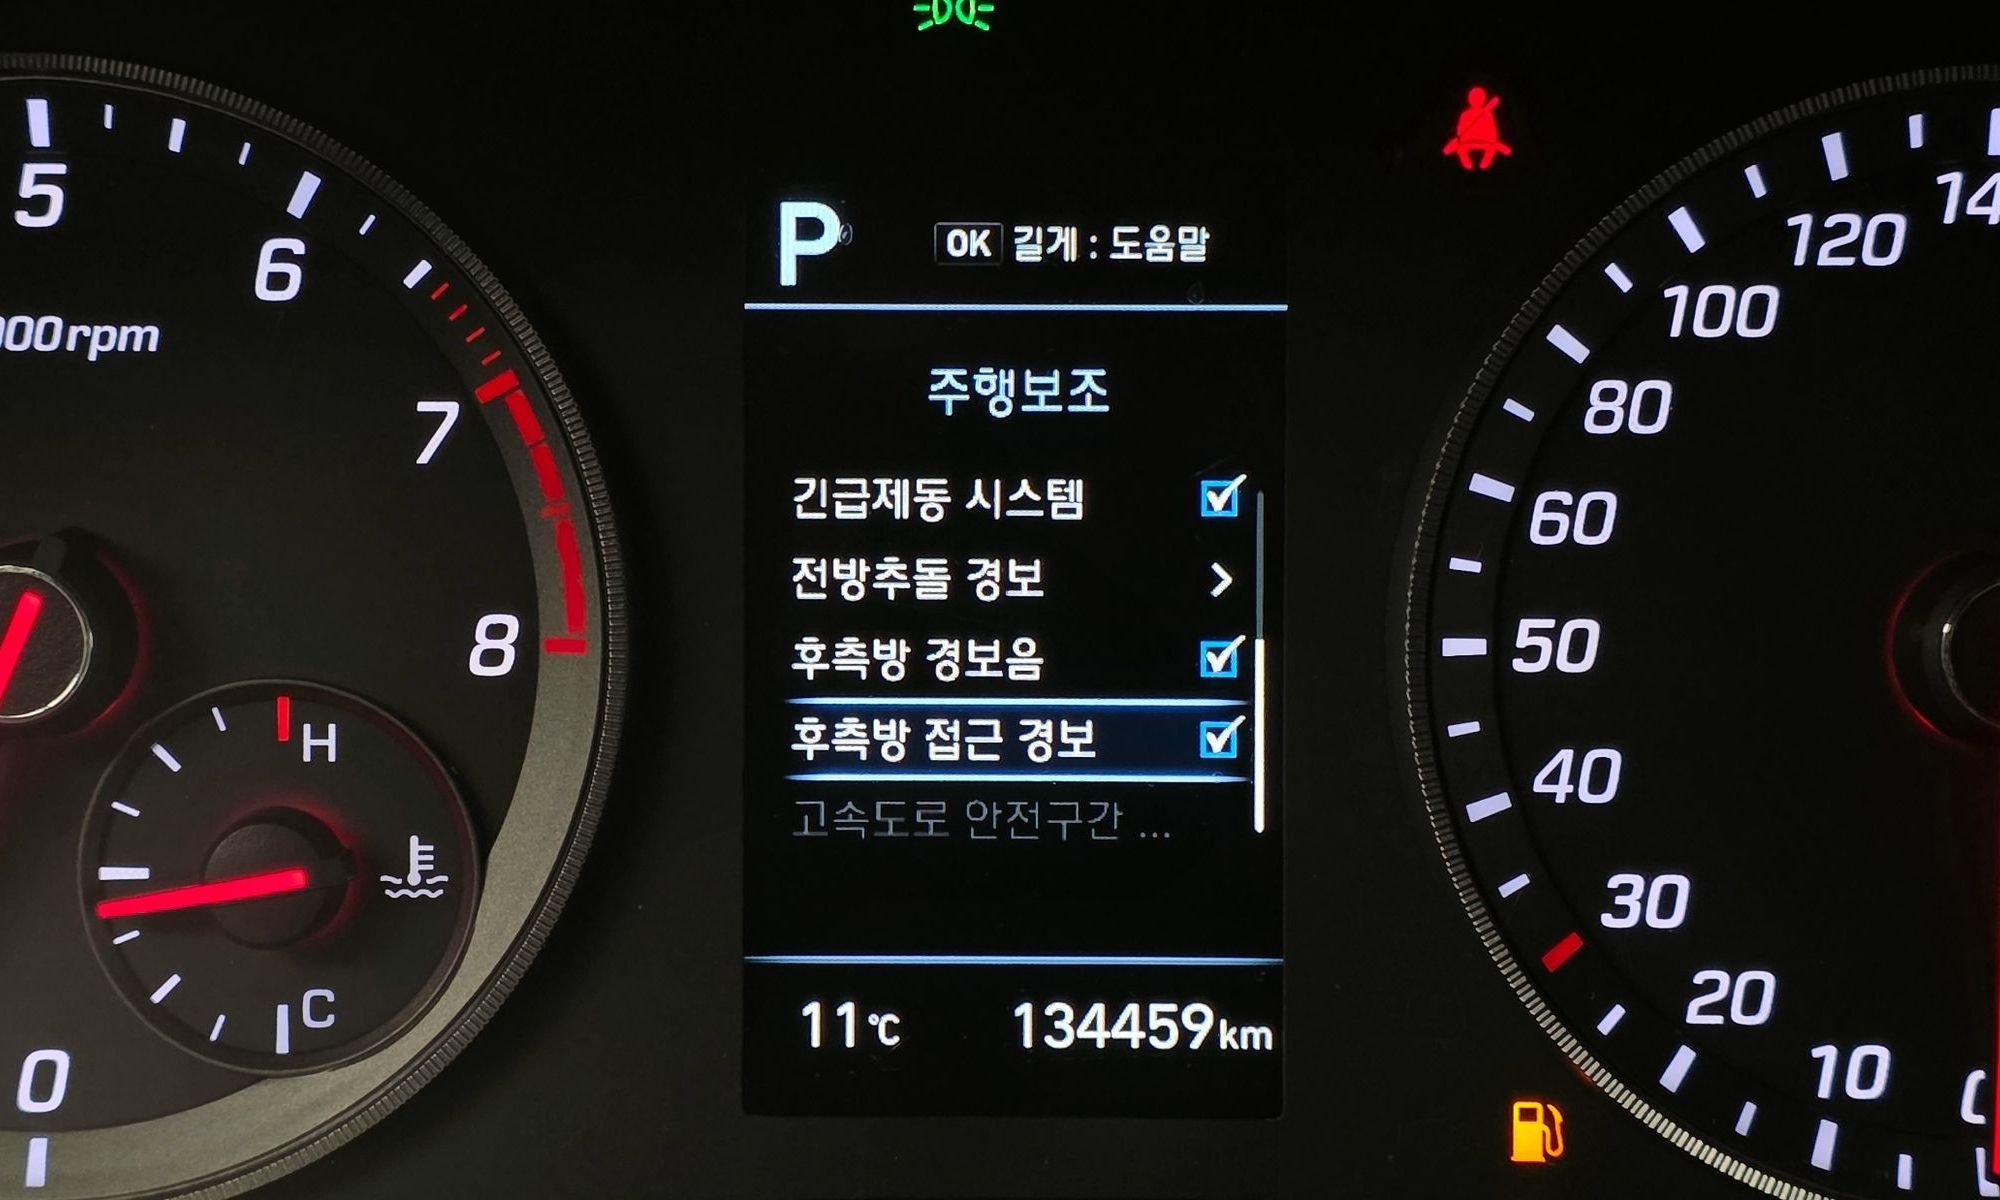 P
OK 길게 : 도움말
주행보조
긴급제동 시스템
전방추돌 경보
후측방 경보음
후측방 접근 경보
고속도로 안전구간 ...
11℃ 134459km
5
6
7
8
0
00rpm
H
C
14
120
100
80
60
50
40
30
20
10
0